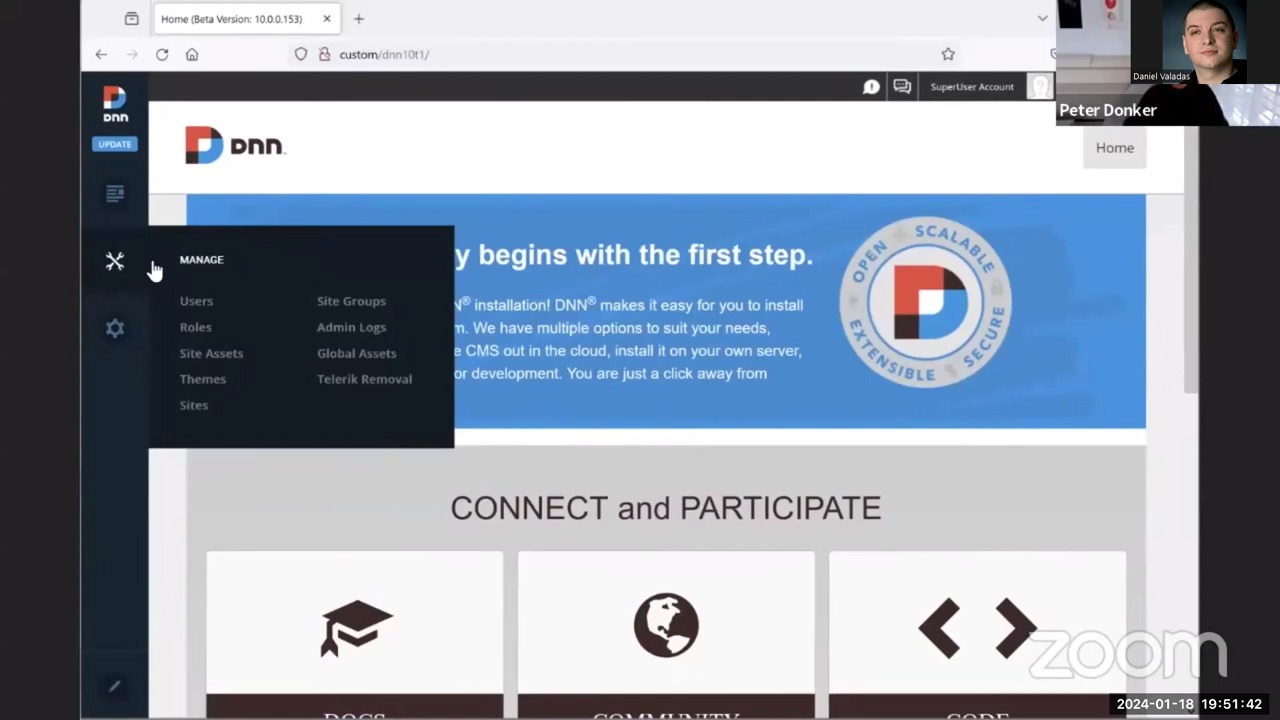 Home (Beta Version: 10.0.0.153)
custom/dnn10t1/
Daniel Valadas
Peter Donker
DNN
UPDATE
SuperUser Account
DNN
Home
MANAGE
Users
Roles
Site Assets
Themes
Sites
Site Groups
Admin Logs
Global Assets
Telerik Removal
y begins with the first step.
N® installation! DNN® makes it easy for you to install
m. We have multiple options to suit your needs,
e CMS out in the cloud, install it on your own server,
or development. You are just a click away from
OPEN SCALABLE
EXTENSIBLE SECURE
CONNECT and PARTICIPATE
DOCS
COMMUNITY
CODE
zoom
2024-01-18 19:51:42